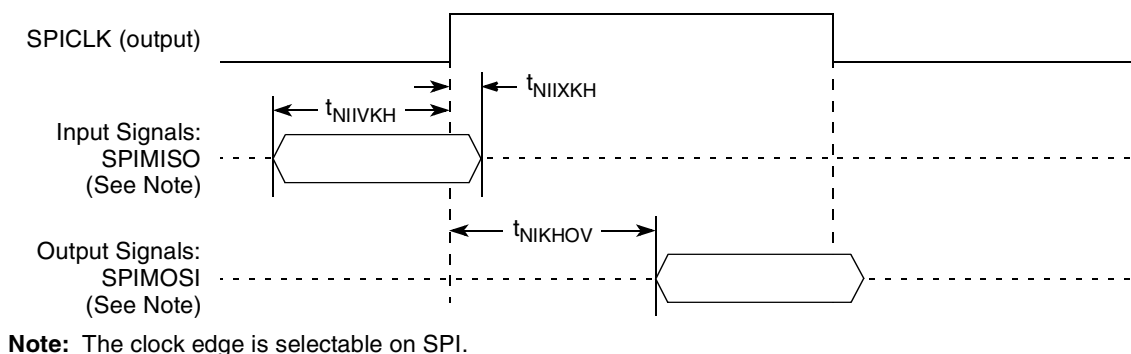 SPICLK (output)
tNIIXKH
tNIIVKH
Input Signals:
SPIMISO
(See Note)
tNIKHOV
Output Signals:
SPIMOSI
(See Note)
Note: The clock edge is selectable on SPI.